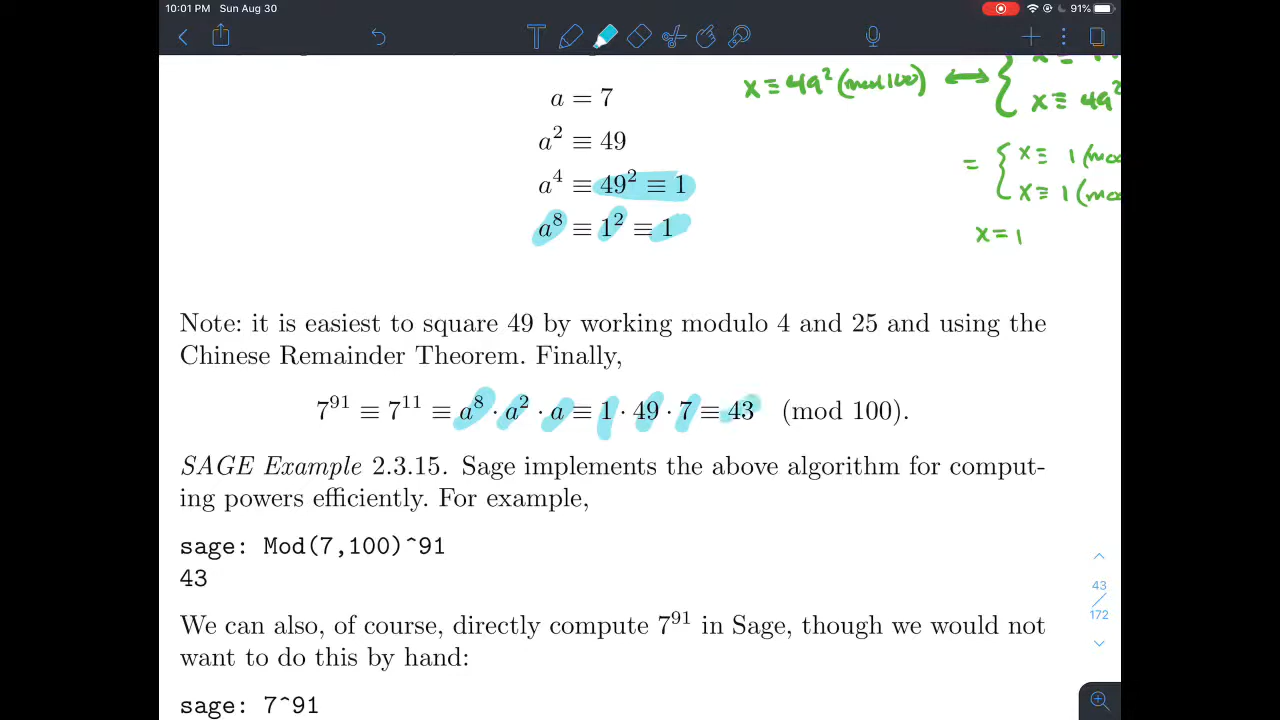 10:01 PM Sun Aug 30 91%
a = 7
a² ≡ 49
a⁴ ≡ 49² ≡ 1
a⁸ ≡ 1² ≡ 1
x ≡ 49² (mod 100) ↔ {
x ≡ 49²
= { x ≡ 1 (mo
x ≡ 1 (mo
x = 1
Note: it is easiest to square 49 by working modulo 4 and 25 and using the
Chinese Remainder Theorem. Finally,
7⁹¹ ≡ 7¹¹ ≡ a⁸ · a² · a ≡ 1 · 49 · 7 ≡ 43 (mod 100).
SAGE Example 2.3.15. Sage implements the above algorithm for comput-
ing powers efficiently. For example,
sage: Mod(7,100)^91
43
We can also, of course, directly compute 7⁹¹ in Sage, though we would not
want to do this by hand:
sage: 7^91
43
172